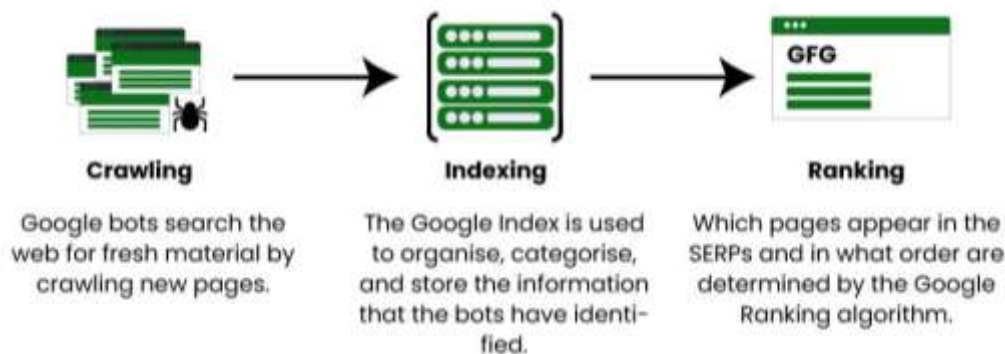 GFG
Crawling
Google bots search the
web for fresh material by
crawling new pages.
Indexing
The Google Index is used
to organise, categorise,
and store the information
that the bots have identi-
fied.
Ranking
Which pages appear in the
SERPs and in what order are
determined by the Google
Ranking algorithm.